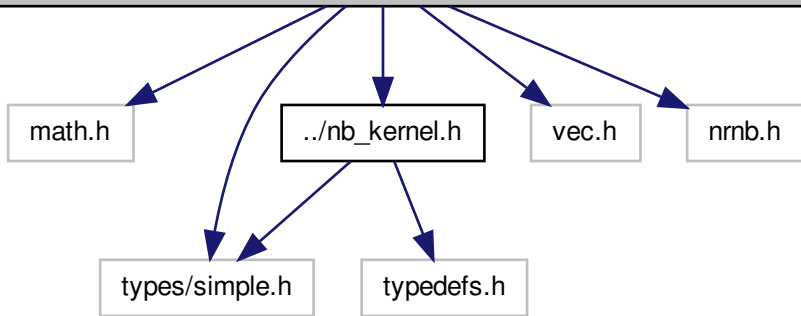 math.h
../nb_kernel.h
vec.h
nrnb.h
types/simple.h
typedefs.h